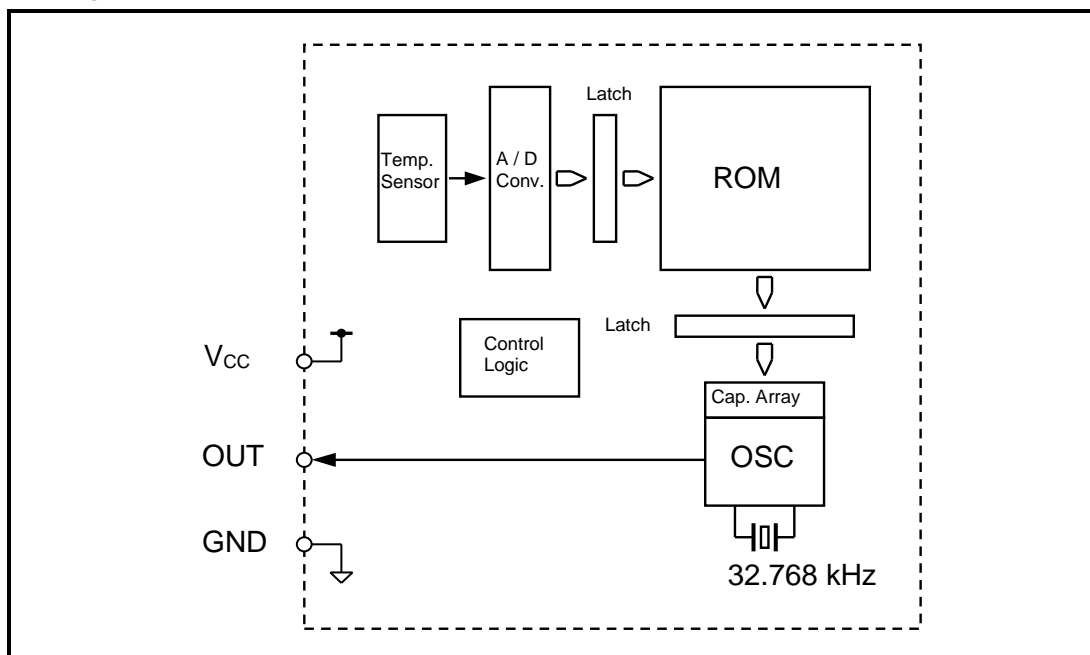 Latch
Temp.
Sensor
A / D
Conv.
ROM
Latch
Control
Logic
VCC
Cap. Array
OUT
OSC
GND
32.768 kHz